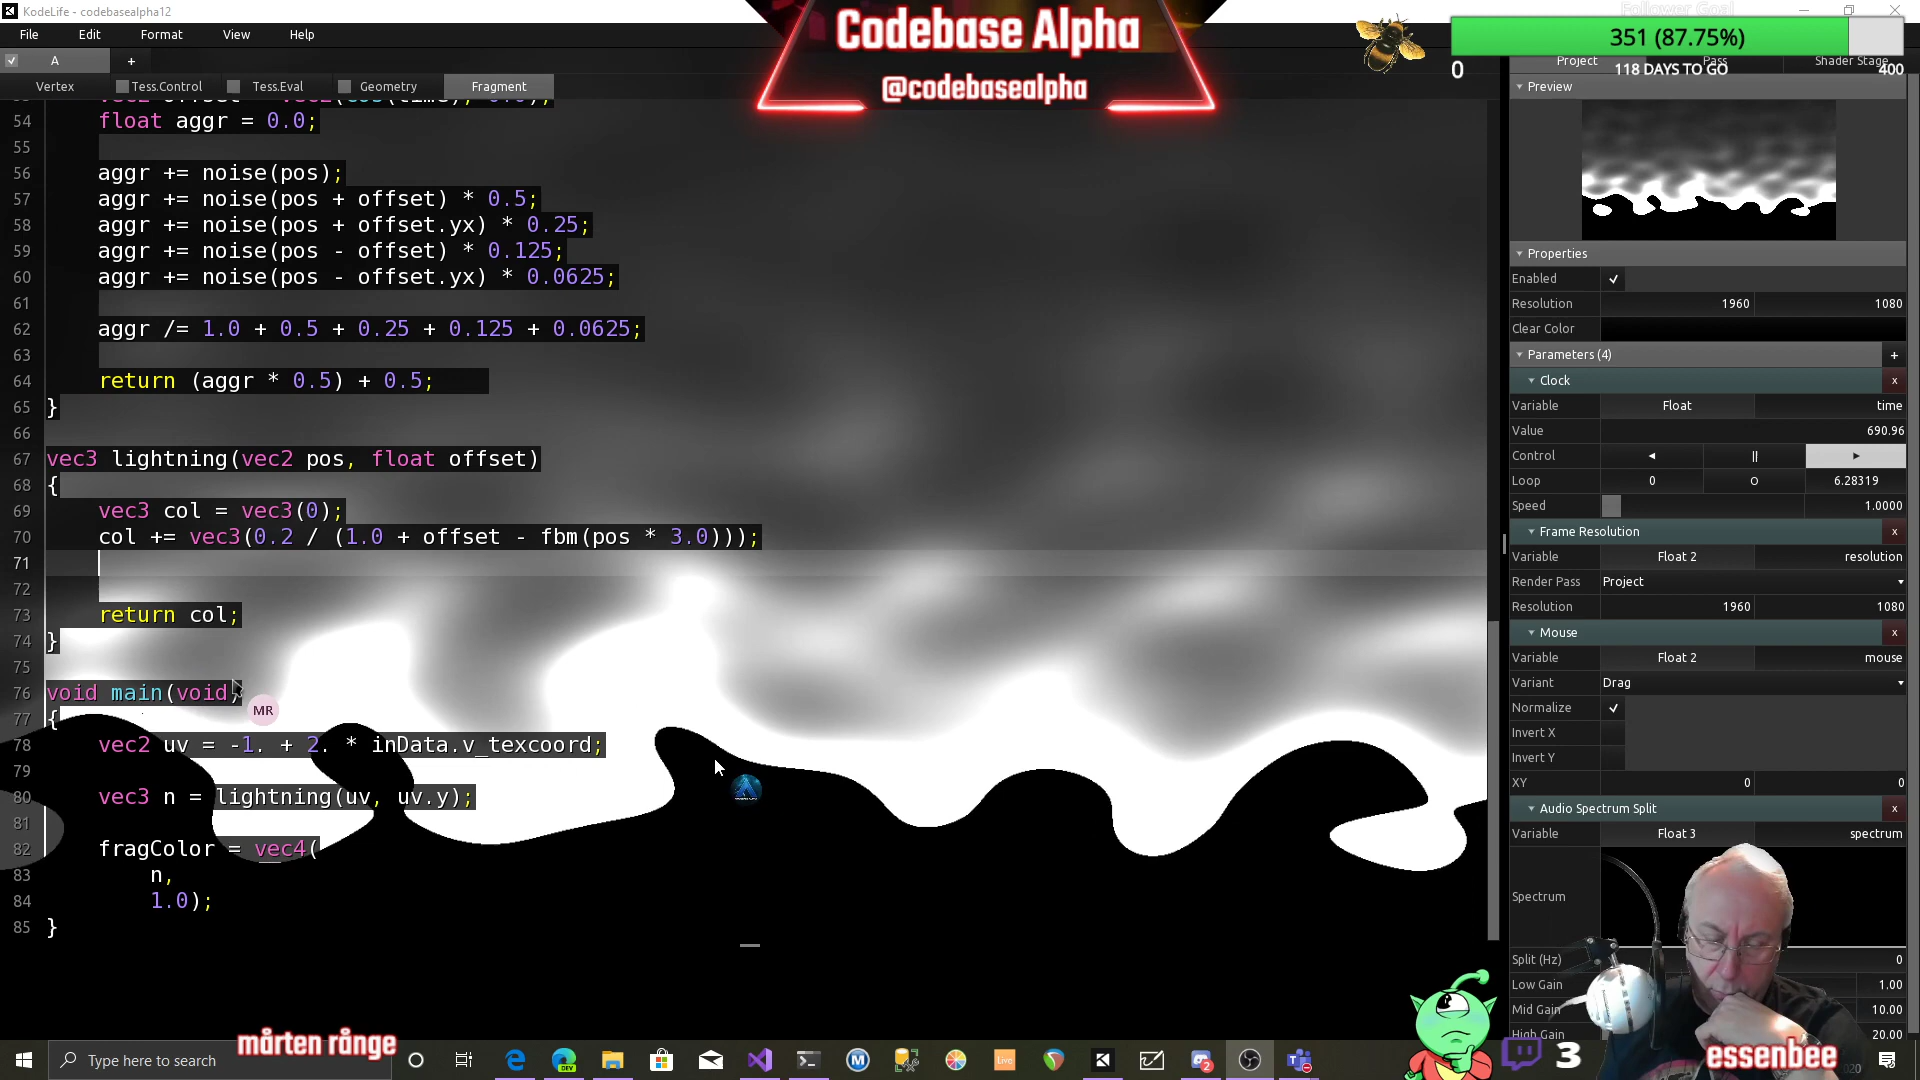 KodeLife - codebasealpha12
File Edit Format View Help
A +
Vertex Tess.Control Tess.Eval Geometry Fragment
Codebase Alpha
@codebasealpha
Follower Goal
351 (87.75%)
0 118 DAYS TO GO 400
Project Pass Shader Stage
54 float aggr = 0.0;
55
56 aggr += noise(pos);
57 aggr += noise(pos + offset) * 0.5;
58 aggr += noise(pos + offset.yx) * 0.25;
59 aggr += noise(pos - offset) * 0.125;
60 aggr += noise(pos - offset.yx) * 0.0625;
61
62 aggr /= 1.0 + 0.5 + 0.25 + 0.125 + 0.0625;
63
64 return (aggr * 0.5) + 0.5;
65 }
66
67 vec3 lightning(vec2 pos, float offset)
68 {
69 vec3 col = vec3(0);
70 col += vec3(0.2 / (1.0 + offset - fbm(pos * 3.0)));
71
72
73 return col;
74 }
75
76 void main(void)
MR
77 {
78 vec2 uv = -1. + 2. * inData.v_texcoord;
79
80 vec3 n = lightning(uv, uv.y);
81
82 fragColor = vec4(
83 n,
84 1.0);
85 }
Preview
Properties
Enabled
Resolution 1960 1080
Clear Color
Parameters (4) +
Clock x
Variable Float time
Value 690.96
Control
Loop 0 O 6.28319
Speed 1.0000
Frame Resolution x
Variable Float 2 resolution
Render Pass Project
Resolution 1960 1080
Mouse x
Variable Float 2 mouse
Variant Drag
Normalize
Invert X
Invert Y
XY 0 0
Audio Spectrum Split x
Variable Float 3 spectrum
Spectrum
Split (Hz) 0
Low Gain 1.00
Mid Gain 10.00
High Gain 20.00
mårten rånge
Type here to search
3
essenbee